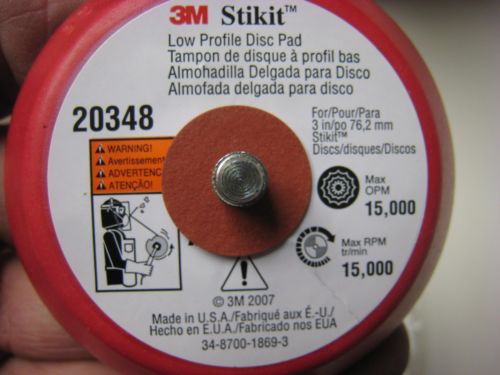 3M Stikit™
Low Profile Disc Pad
Tampon de disque à profil bas
Almohadilla Delgada para Disco
Almofada delgada para disco
20348
For/Pour/Para
3 in/po 76,2 mm
Stikit™
Discs/disques/Discos
WARNING!
Avertissement
ADVERTENC
ATENÇÃO!
Max
OPM
15,000
Max RPM
tr/min
15,000
© 3M 2007
Made in U.S.A./Fabriqué aux É.-U./
Hecho en E.U.A./Fabricado nos EUA
34-8700-1869-3